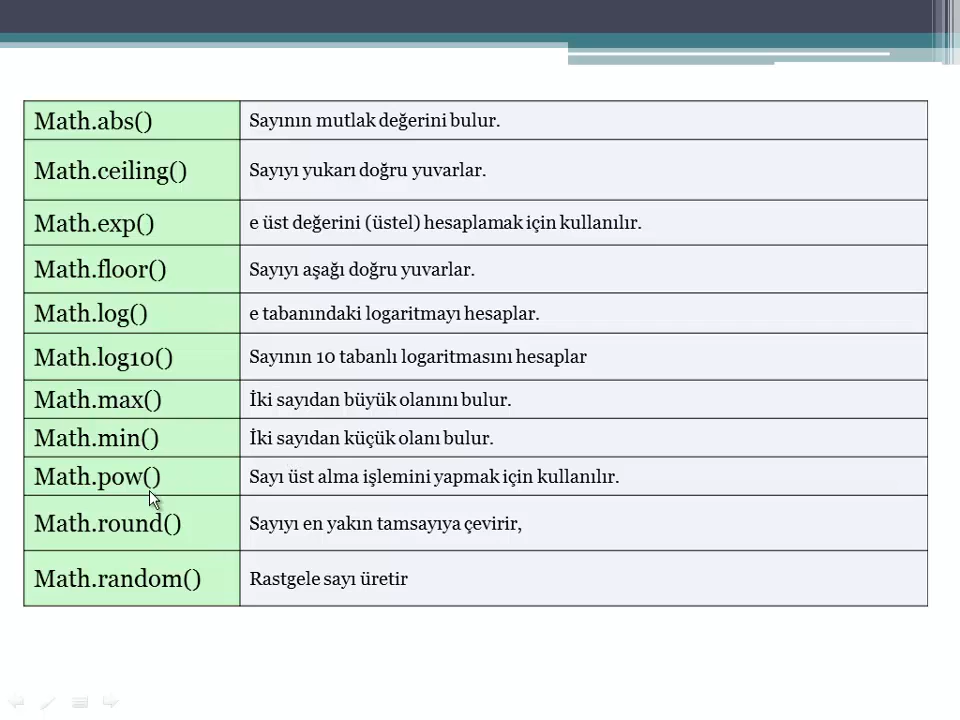 Math.abs() Sayının mutlak değerini bulur.
Math.ceiling() Sayıyı yukarı doğru yuvarlar.
Math.exp() e üst değerini (üstel) hesaplamak için kullanılır.
Math.floor() Sayıyı aşağı doğru yuvarlar.
Math.log() e tabanındaki logaritmayı hesaplar.
Math.log10() Sayının 10 tabanlı logaritmasını hesaplar
Math.max() İki sayıdan büyük olanını bulur.
Math.min() İki sayıdan küçük olanı bulur.
Math.pow() Sayı üst alma işlemini yapmak için kullanılır.
Math.round() Sayıyı en yakın tamsayıya çevirir,
Math.random() Rastgele sayı üretir